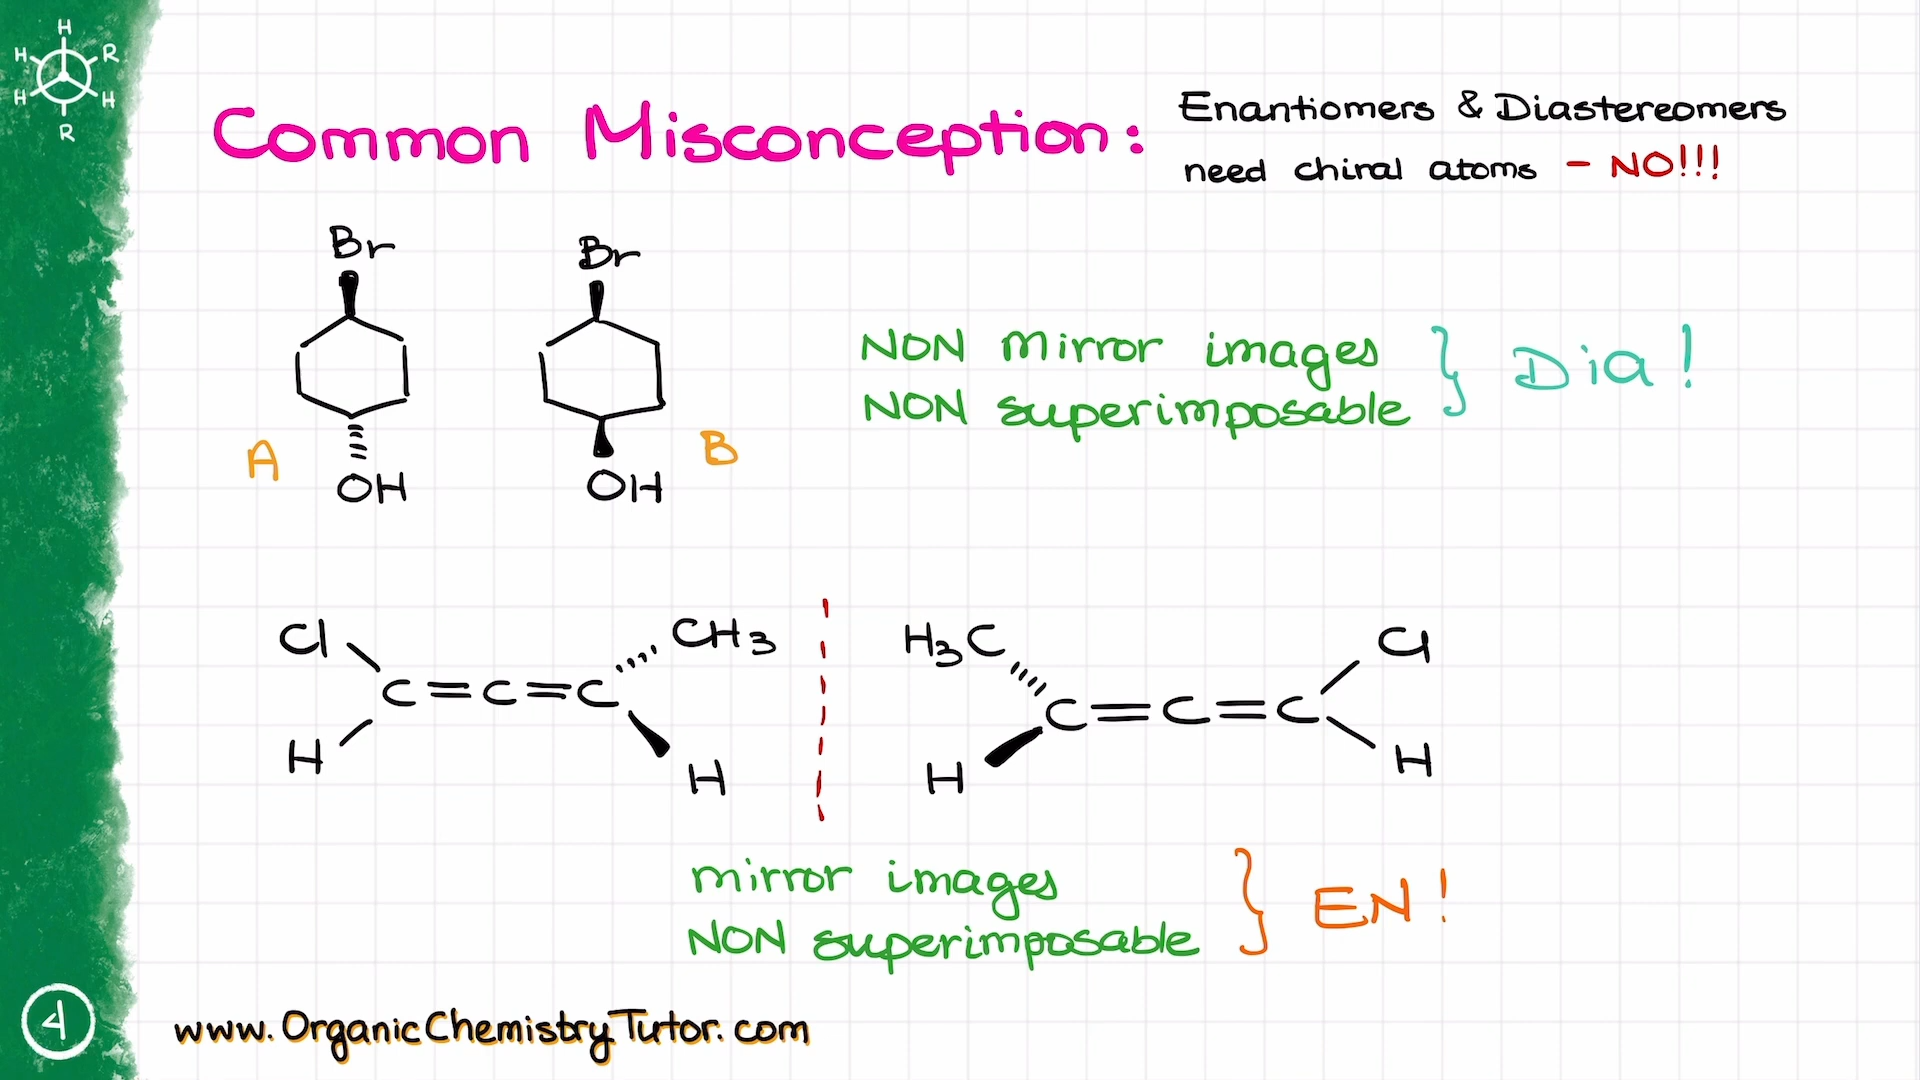 H
H R
H H
R
Common Misconception:
Enantiomers & Diastereomers
need chiral atoms - NO!!!
Br Br
NON mirror images
NON superimposable
} Dia!
A B
OH OH
Cl CH3 H3C Cl
C=C=C C=C=C
H H H H
mirror images
NON superimposable
} EN!
4
www.OrganicChemistryTutor.com